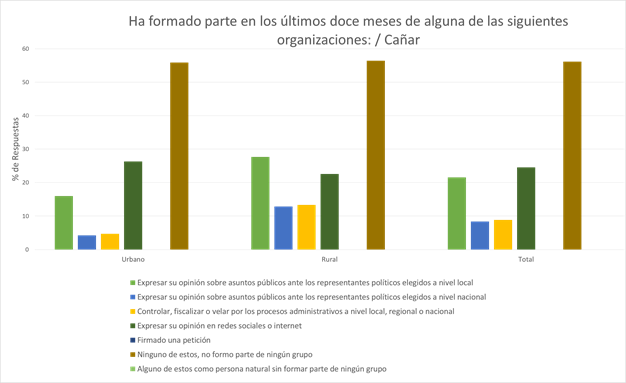 Ha formado parte en los últimos doce meses de alguna de las siguientes
organizaciones: / Cañar
60
50
40
30
20
10
0
% de Respuestas
Urbano Rural Total
Expresar su opinión sobre asuntos públicos ante los representantes políticos elegidos a nivel local
Expresar su opinión sobre asuntos públicos ante los representantes políticos elegidos a nivel nacional
Controlar, fiscalizar o velar por los procesos administrativos a nivel local, regional o nacional
Expresar su opinión en redes sociales o internet
Firmado una petición
Ninguno de estos, no formo parte de ningún grupo
Alguno de estos como persona natural sin formar parte de ningún grupo